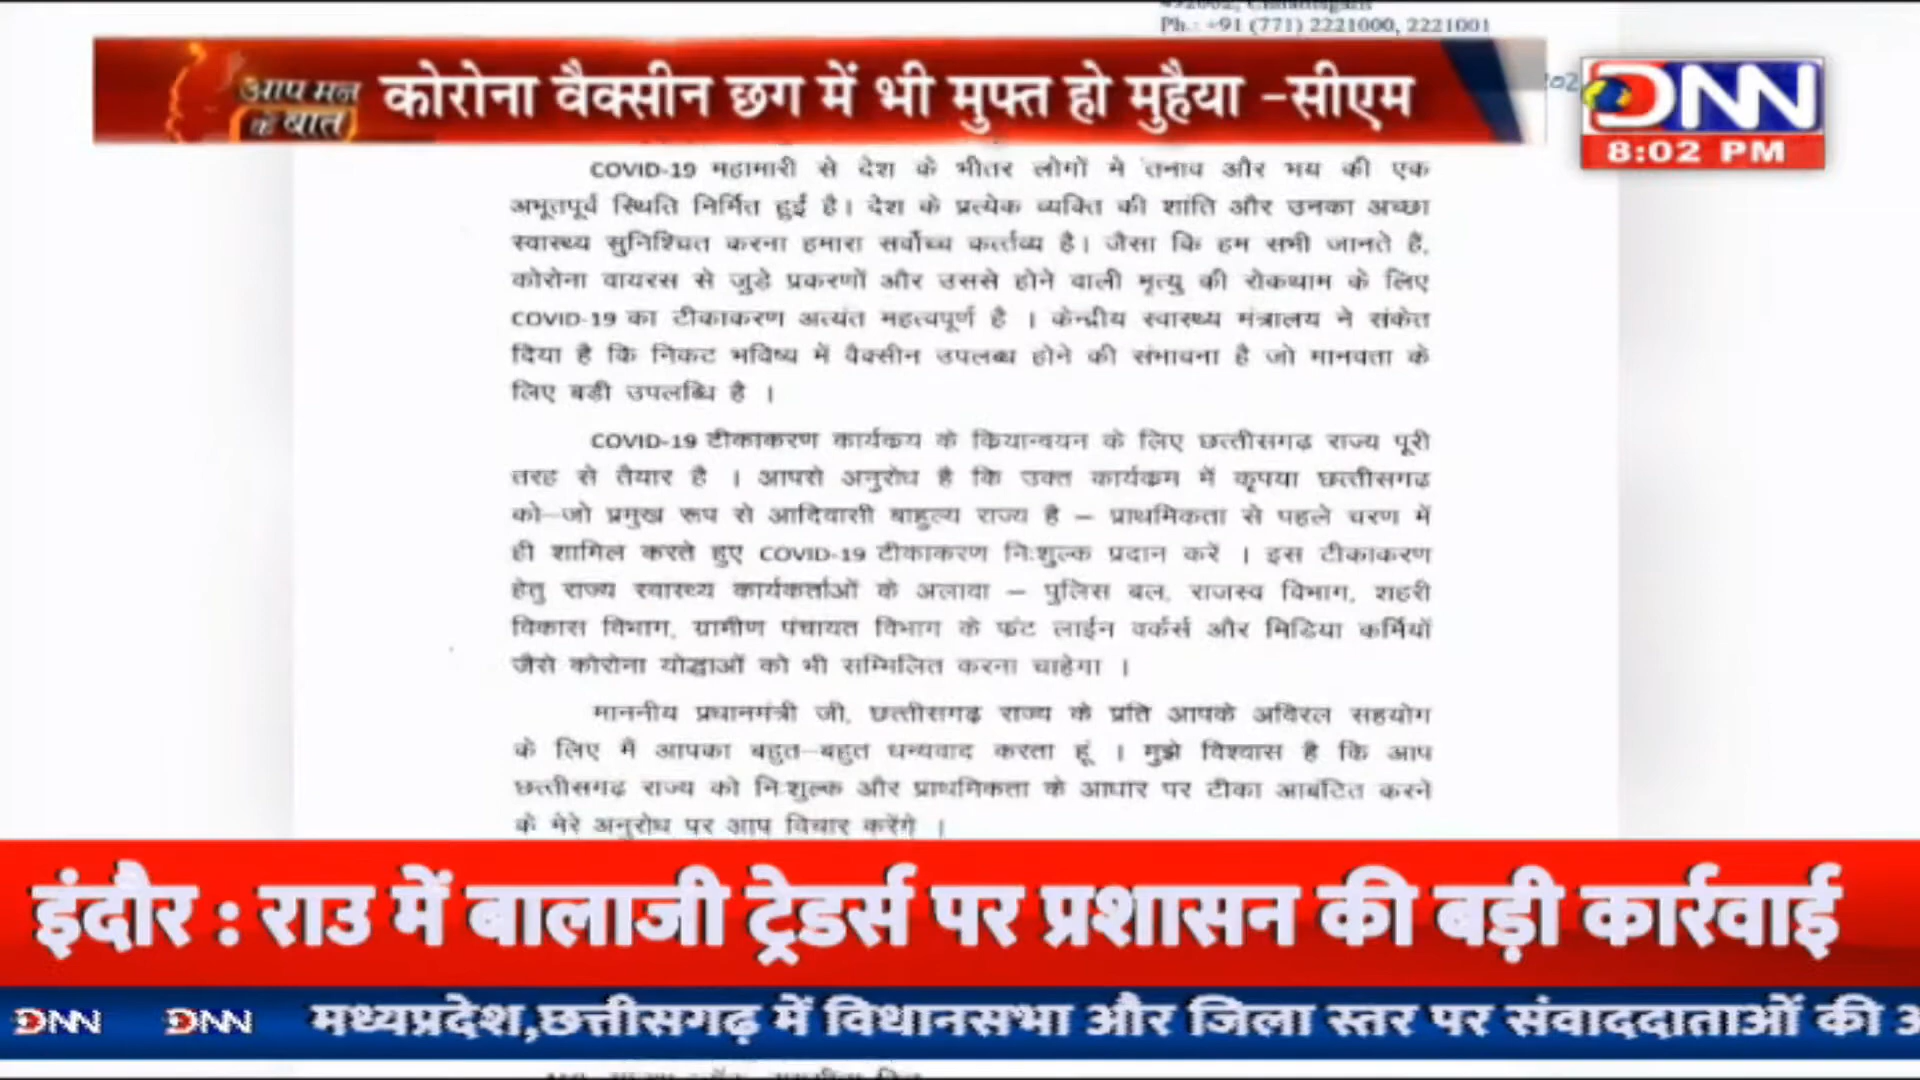 Ph.: +91 (771) 2221000, 2221001
आप मन के बात
कोरोना वैक्सीन छग में भी मुफ्त हो मुहैया -सीएम
DNN
8:02 PM
COVID-19 महामारी से देश के भीतर लोगों मे तनाव और भय की एक
अभूतपूर्व स्थिति निर्मित हुई है। देश के प्रत्येक व्यक्ति की शांति और उनका अच्छा
स्वास्थ्य सुनिश्चित करना हमारा सर्वोच्च कर्त्तव्य है। जैसा कि हम सभी जानते हैं,
कोरोना वायरस से जुडे प्रकरणों और उससे होने वाली मृत्यु की रोकथाम के लिए
COVID-19 का टीकाकरण अत्यंत महत्वपूर्ण है । केन्द्रीय स्वास्थ्य मंत्रालय ने संकेत
दिया है कि निकट भविष्य में वैक्सीन उपलब्ध होने की संभावना है जो मानवता के
लिए बडी उपलब्धि है ।
COVID-19 टीकाकरण कार्यक्रय के कियान्वयन के लिए छत्तीसगढ राज्य पूरी
तरह से तैयार है । आपसे अनुरोध है कि उक्त कार्यकम में कृपया छत्तीसगढ
को–जो प्रमुख रूप से आदिवासी बाहुल्य राज्य है – प्राथमिकता से पहले चरण में
ही शामिल करते हुए COVID-19 टीकाकरण नि:शुल्क प्रदान करें । इस टीकाकरण
हेतु राज्य स्वास्थ्य कार्यकर्ताओं के अलावा – पुलिस बल, राजस्व विभाग, शहरी
विकास विभाग, ग्रामीण पंचायत विभाग के फंट लाईन वर्कर्स और मिडिया कर्मियों
जैसे कोरोना योद्धाओं को भी सम्मिलित करना चाहेगा ।
माननीय प्रधानमंत्री जी, छत्तीसगढ़ राज्य के प्रति आपके अविरल सहयोग
के लिए मैं आपका बहुत–बहुत धन्यवाद करता हूं । मुझे विश्वास है कि आप
छत्तीसगढ राज्य को नि:शुल्क और प्राथमिकता के आधार पर टीका आबंटित करने
के मेरे अनुरोध पर आप विचार करेंगे ।
इंदौर : राउ में बालाजी ट्रेडर्स पर प्रशासन की बड़ी कार्रवाई
DNN DNN मध्यप्रदेश,छत्तीसगढ़ में विधानसभा और जिला स्तर पर संवाददाताओं की